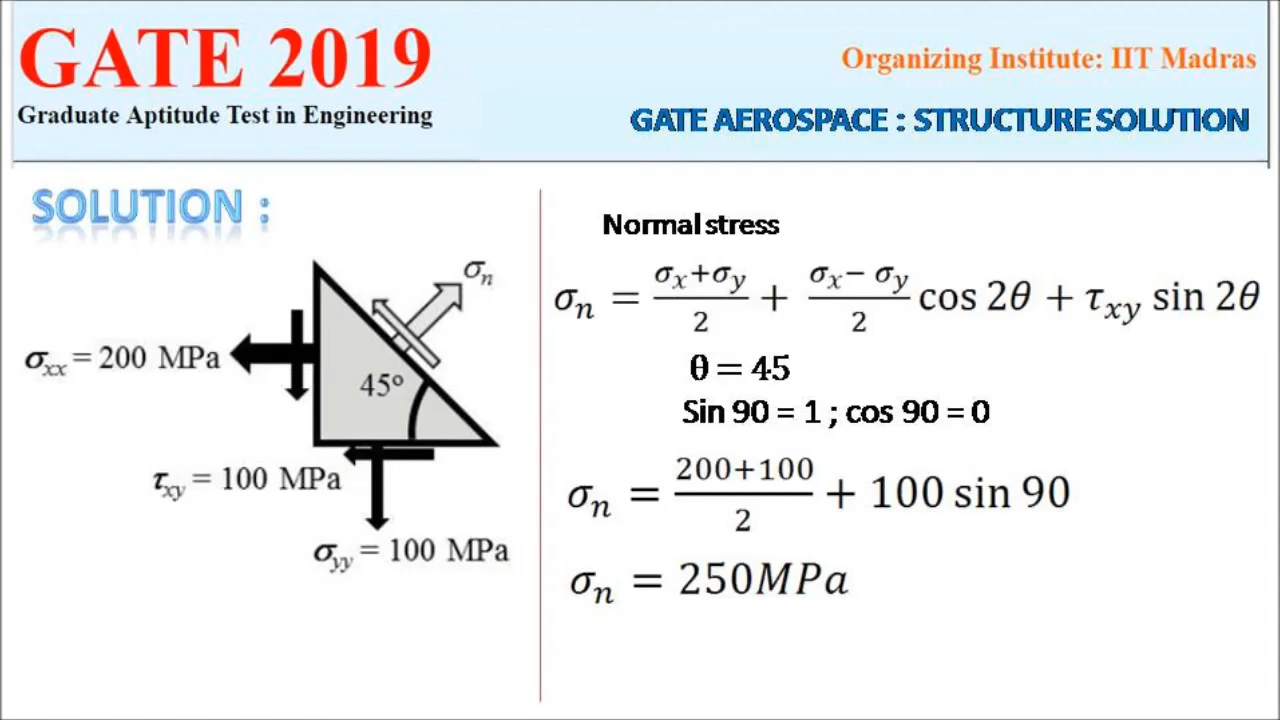 GATE 2019
Graduate Aptitude Test in Engineering
Organizing Institute: IIT Madras
GATE AEROSPACE : STRUCTURE SOLUTION
SOLUTION :
σn
σxx = 200 MPa
45º
τxy = 100 MPa
σyy = 100 MPa
Normal stress
σn = (σx+σy)/2 + (σx− σy)/2 cos 2θ + τxy sin 2θ
θ = 45
Sin 90 = 1 ; cos 90 = 0
σn = (200+100)/2 + 100 sin 90
σn = 250MPa